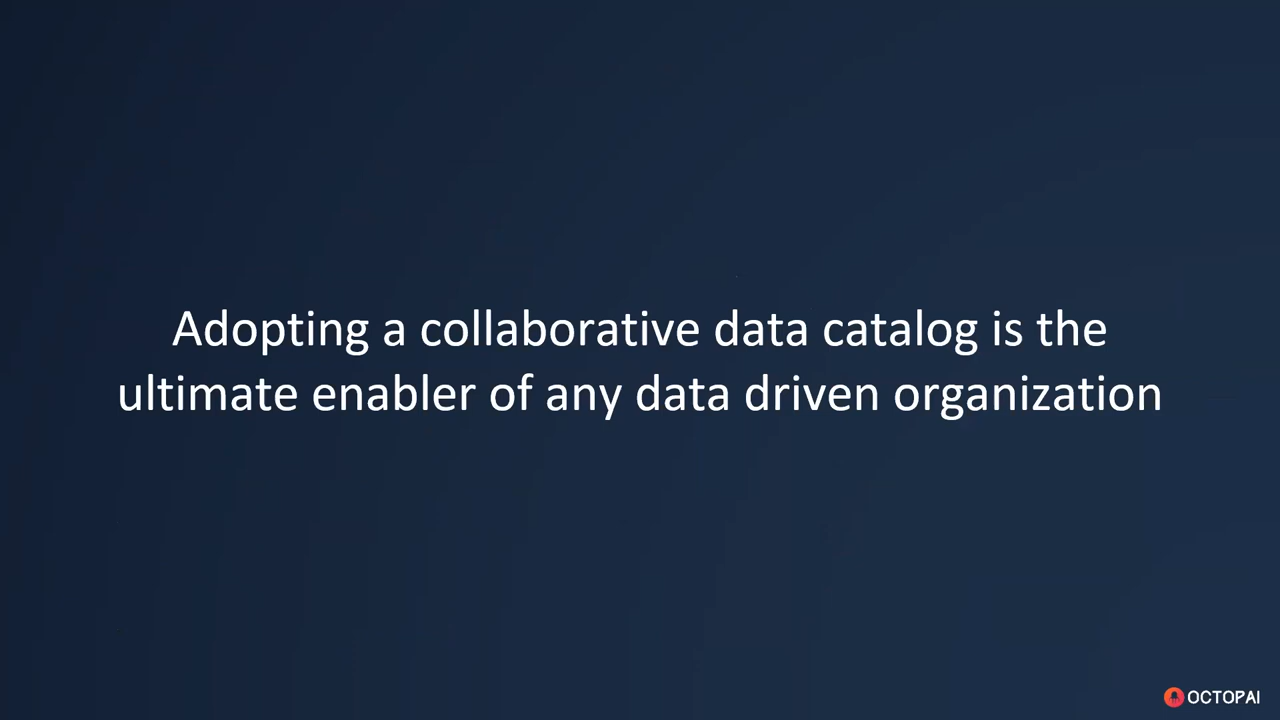 Adopting a collaborative data catalog is the
ultimate enabler of any data driven organization
OCTOPAI